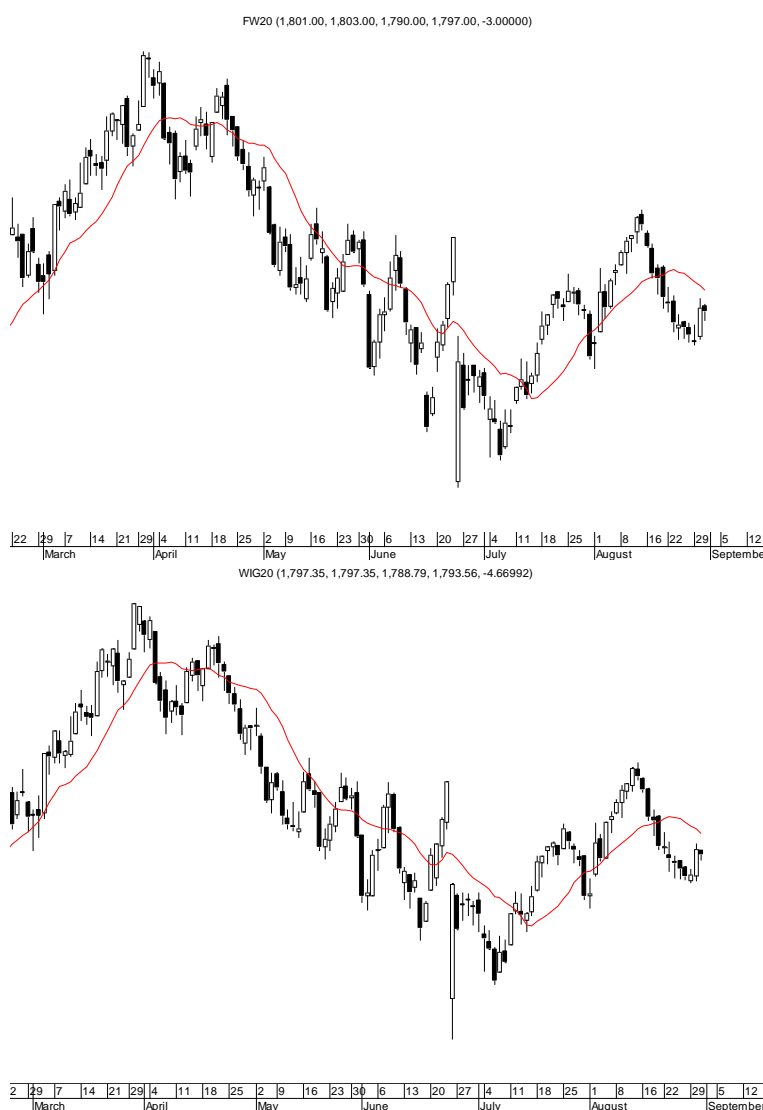 FW20 (1,801.00, 1,803.00, 1,790.00, 1,797.00, -3.00000)
22 29 7 14 21 29 4 11 18 25 2 9 16 23 30 6 13 20 27 4 11 18 25 1 8 16 22 29 5 12
March April May June July August September
WIG20 (1,797.35, 1,797.35, 1,788.79, 1,793.56, -4.66992)
2 29 7 14 21 29 4 11 18 25 2 9 16 23 30 6 13 20 27 4 11 18 25 1 8 16 22 29 5 12
March April May June July August September